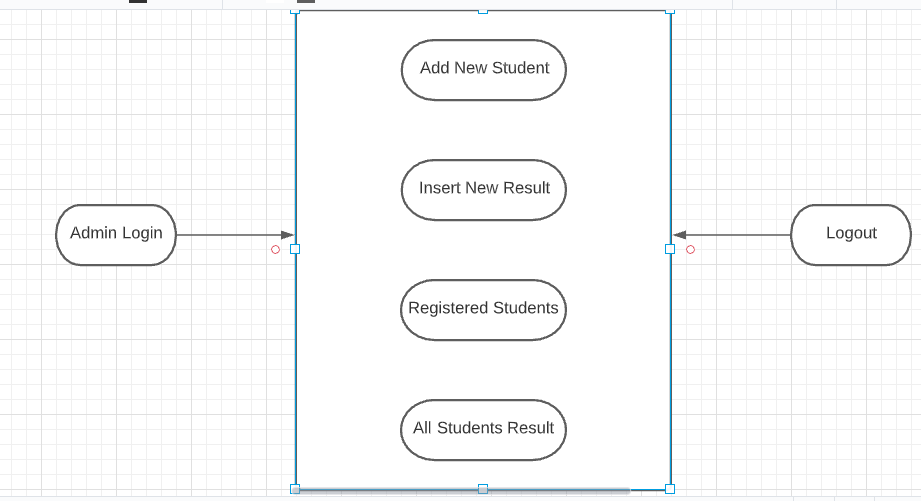 Add New Student
Insert New Result
Admin Login
Logout
Registered Students
All Students Result